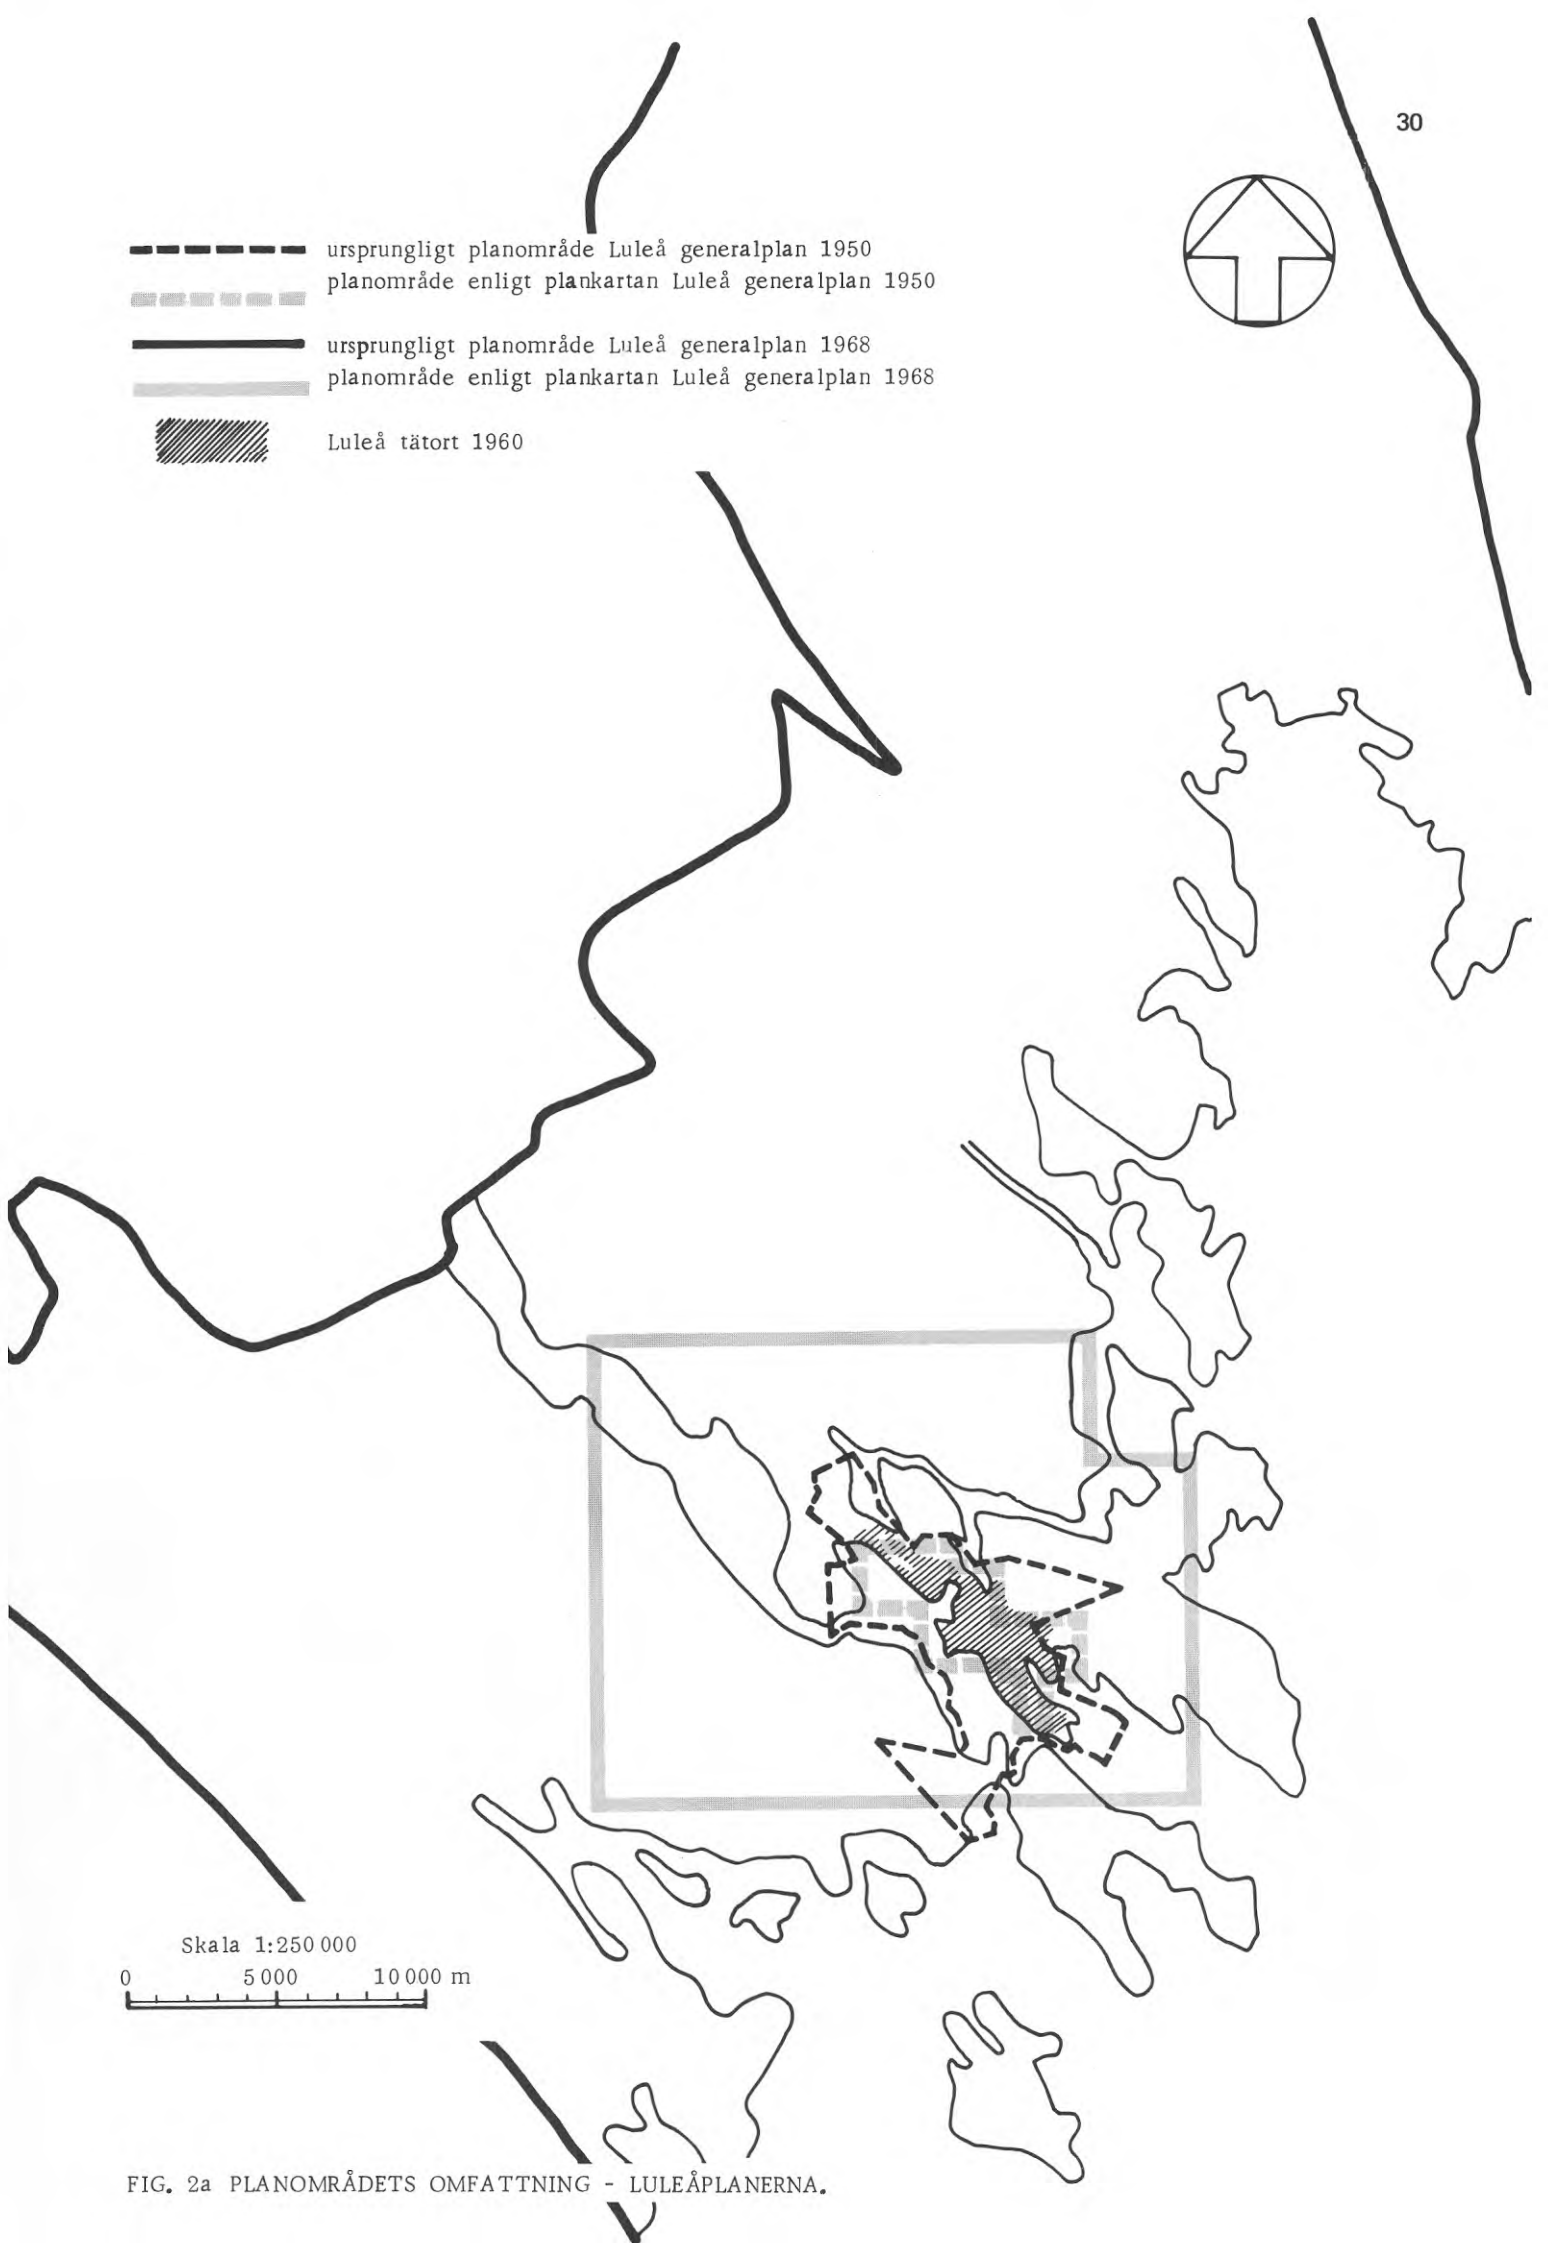 30
ursprungligt planområde Luleå generalplan 1950
planområde enligt plankartan Luleå generalplan 1950
ursprungligt planområde Luleå generalplan 1968
planområde enligt plankartan Luleå generalplan 1968
Luleå tätort 1960
Skala 1:250 000
0 5 000 10 000 m
FIG. 2a PLANOMRÅDETS OMFATTNING - LULEÅPLANERNA.